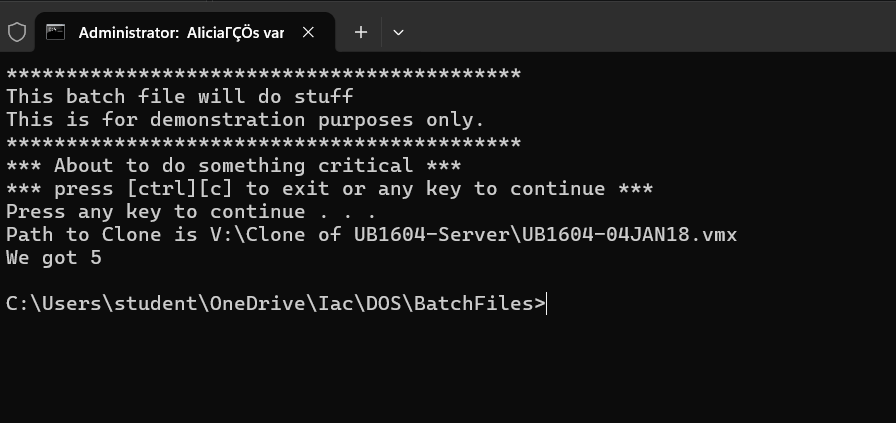 Administrator: AliciaΓÇÖs var
*******************************************
This batch file will do stuff
This is for demonstration purposes only.
*******************************************
*** About to do something critical ***
*** press [ctrl][c] to exit or any key to continue ***
Press any key to continue . . .
Path to Clone is V:\Clone of UB1604-Server\UB1604-04JAN18.vmx
We got 5
C:\Users\student\OneDrive\Iac\DOS\BatchFiles>